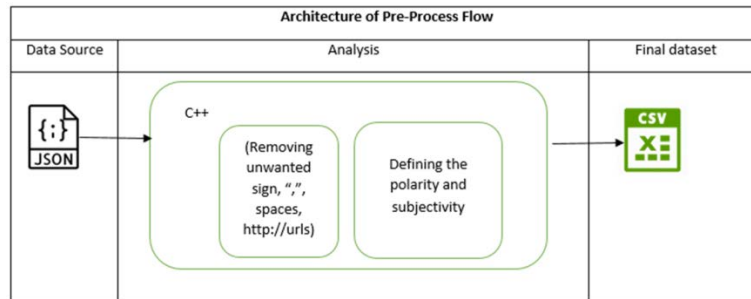 Architecture of Pre-Process Flow
Data Source
Analysis
Final dataset
{;}
JSON
C++
(Removing
unwanted
sign, “,”,
spaces,
http://urls)
Defining the
polarity and
subjectivity
CSV
X